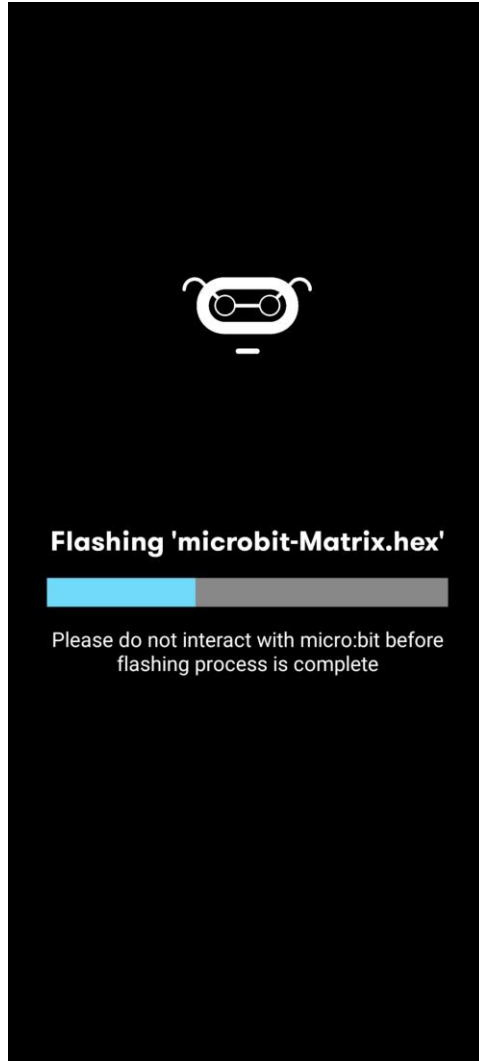 Flashing 'microbit-Matrix.hex'
Please do not interact with micro:bit before
flashing process is complete